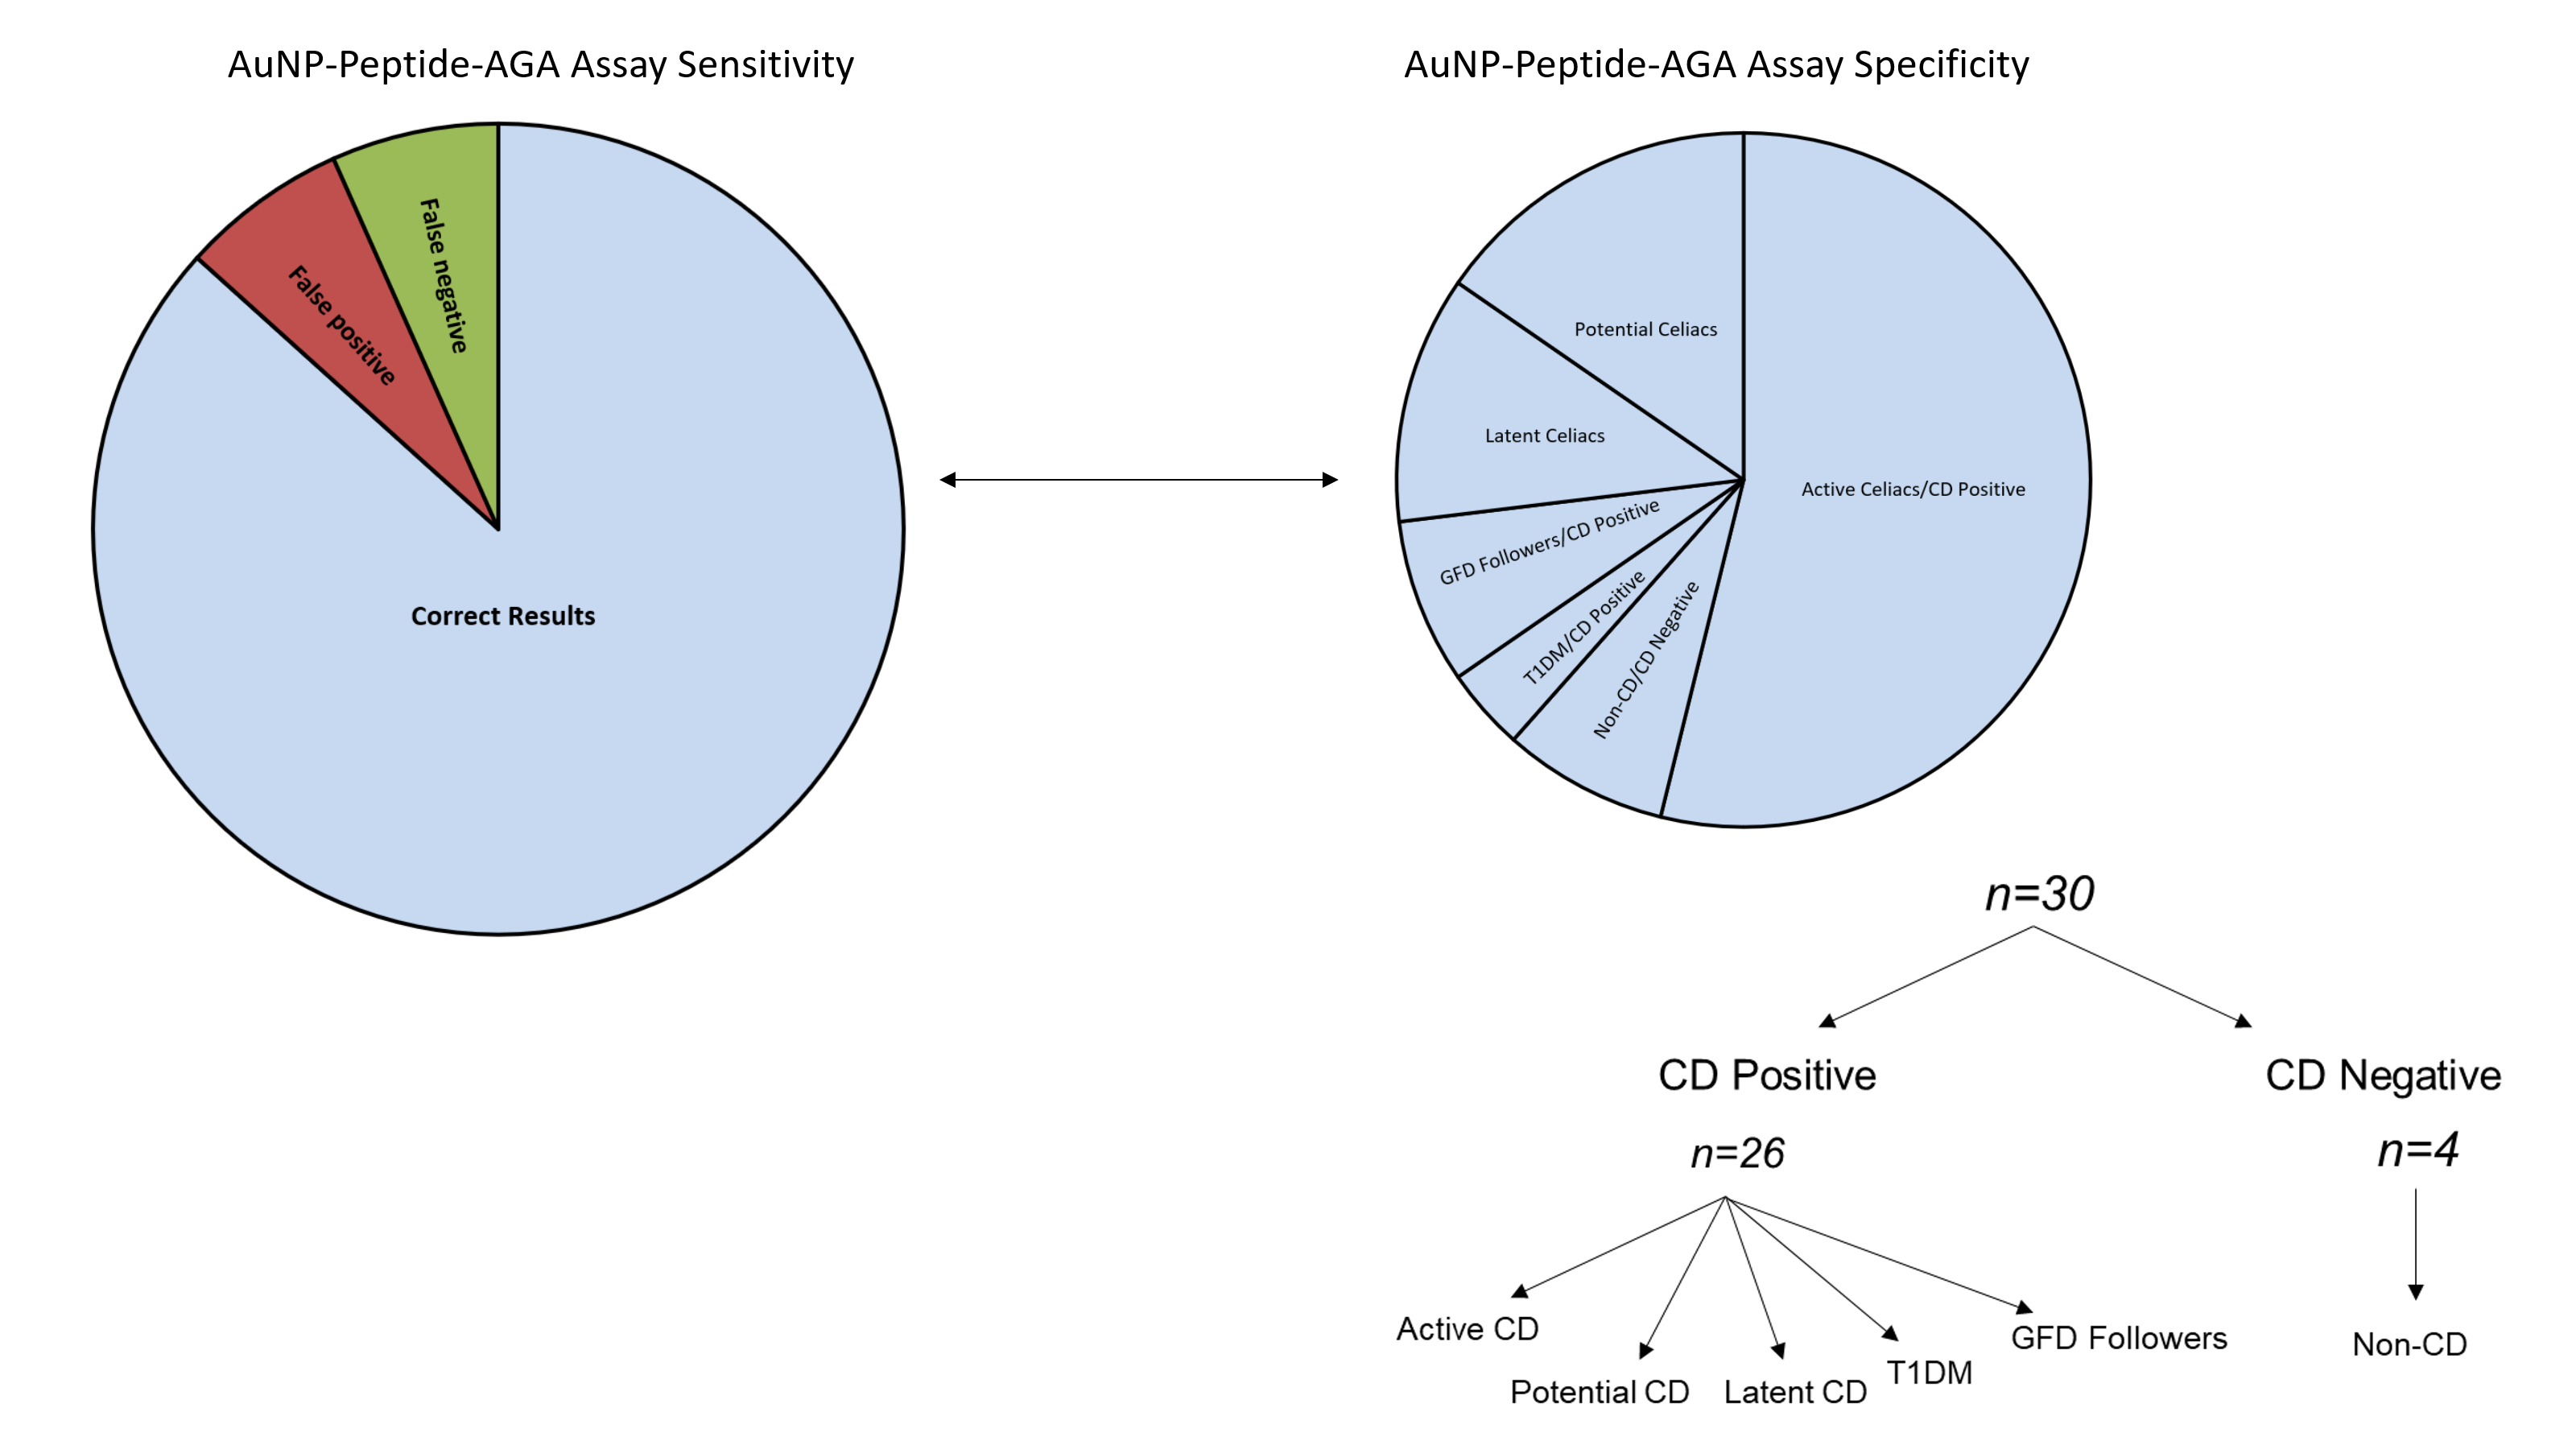 AuNP-Peptide-AGA Assay Sensitivity
AuNP-Peptide-AGA Assay Specificity
False negative
False positive
Correct Results
Potential Celiacs
Latent Celiacs
Active Celiacs/CD Positive
GFD Followers/CD Positive
T1DM/CD Positive
Non-CD/CD Negative
n=30
CD Positive
CD Negative
n=26
n=4
Active CD
Potential CD
Latent CD
T1DM
GFD Followers
Non-CD